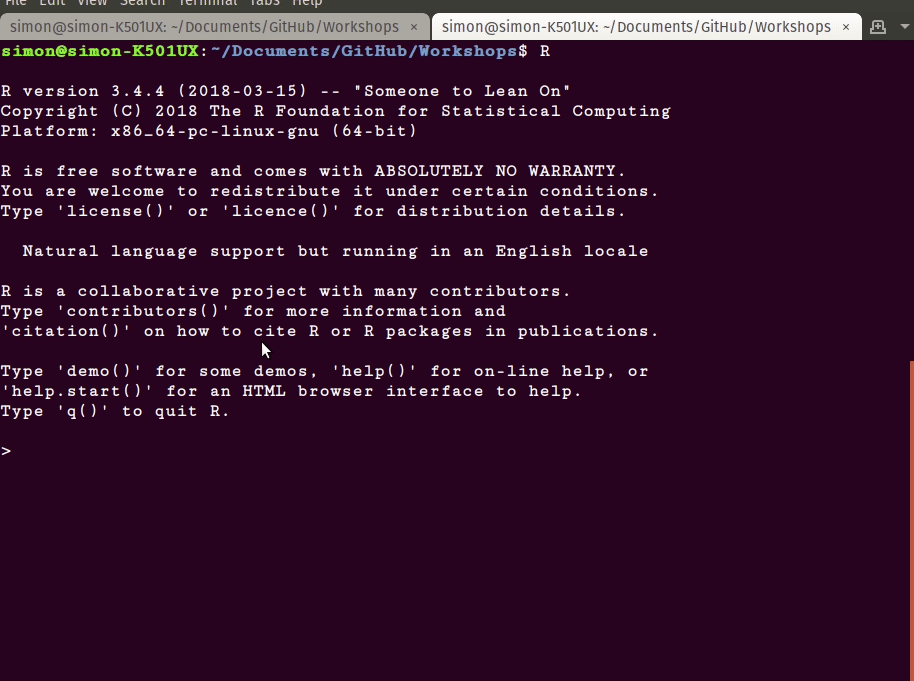 File Edit View Search Terminal Tabs Help
simon@simon-K501UX: ~/Documents/GitHub/Workshops × simon@simon-K501UX: ~/Documents/GitHub/Workshops ×
simon@simon-K501UX:~/Documents/GitHub/Workshops$ R
R version 3.4.4 (2018-03-15) -- "Someone to Lean On"
Copyright (C) 2018 The R Foundation for Statistical Computing
Platform: x86_64-pc-linux-gnu (64-bit)
R is free software and comes with ABSOLUTELY NO WARRANTY.
You are welcome to redistribute it under certain conditions.
Type 'license()' or 'licence()' for distribution details.
Natural language support but running in an English locale
R is a collaborative project with many contributors.
Type 'contributors()' for more information and
'citation()' on how to cite R or R packages in publications.
Type 'demo()' for some demos, 'help()' for on-line help, or
'help.start()' for an HTML browser interface to help.
Type 'q()' to quit R.
>